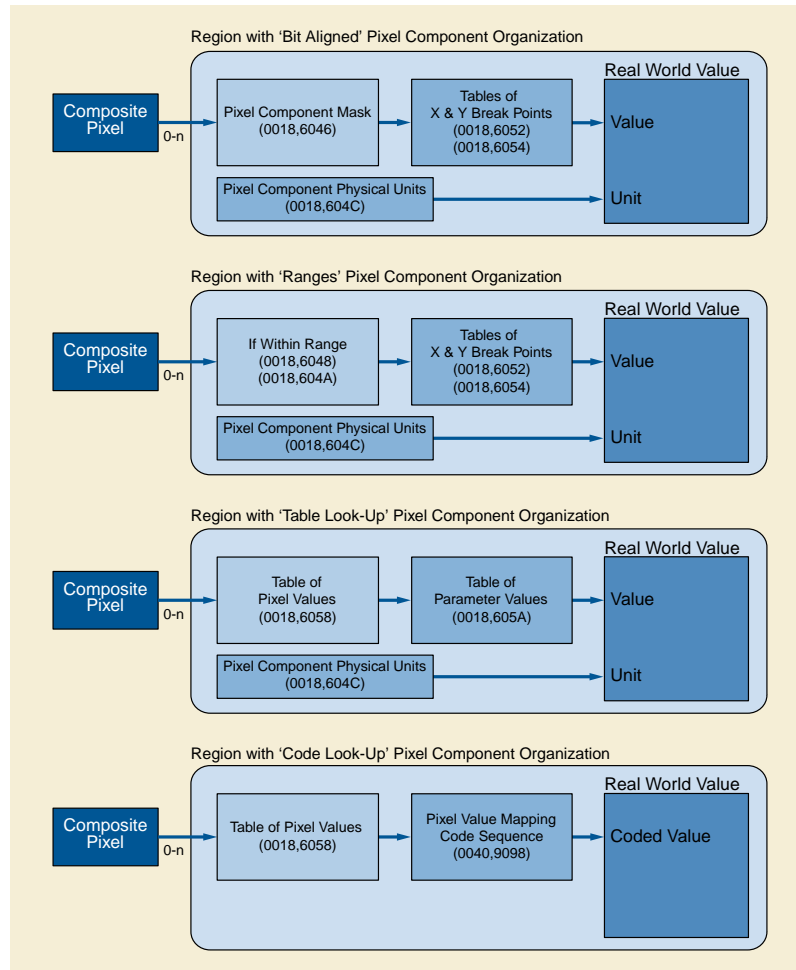 Region with ‘Bit Aligned’ Pixel Component Organization
Real World Value
Composite
Pixel
0-n
Pixel Component Mask
(0018,6046)
Tables of
X & Y Break Points
(0018,6052)
(0018,6054)
Value
Pixel Component Physical Units
(0018,604C)
Unit
Region with ‘Ranges’ Pixel Component Organization
Real World Value
Composite
Pixel
0-n
If Within Range
(0018,6048)
(0018,604A)
Tables of
X & Y Break Points
(0018,6052)
(0018,6054)
Value
Pixel Component Physical Units
(0018,604C)
Unit
Region with ‘Table Look-Up’ Pixel Component Organization
Real World Value
Composite
Pixel
0-n
Table of
Pixel Values
(0018,6058)
Table of
Parameter Values
(0018,605A)
Value
Pixel Component Physical Units
(0018,604C)
Unit
Region with ‘Code Look-Up’ Pixel Component Organization
Real World Value
Composite
Pixel
0-n
Table of Pixel Values
(0018,6058)
Pixel Value Mapping
Code Sequence
(0040,9098)
Coded Value